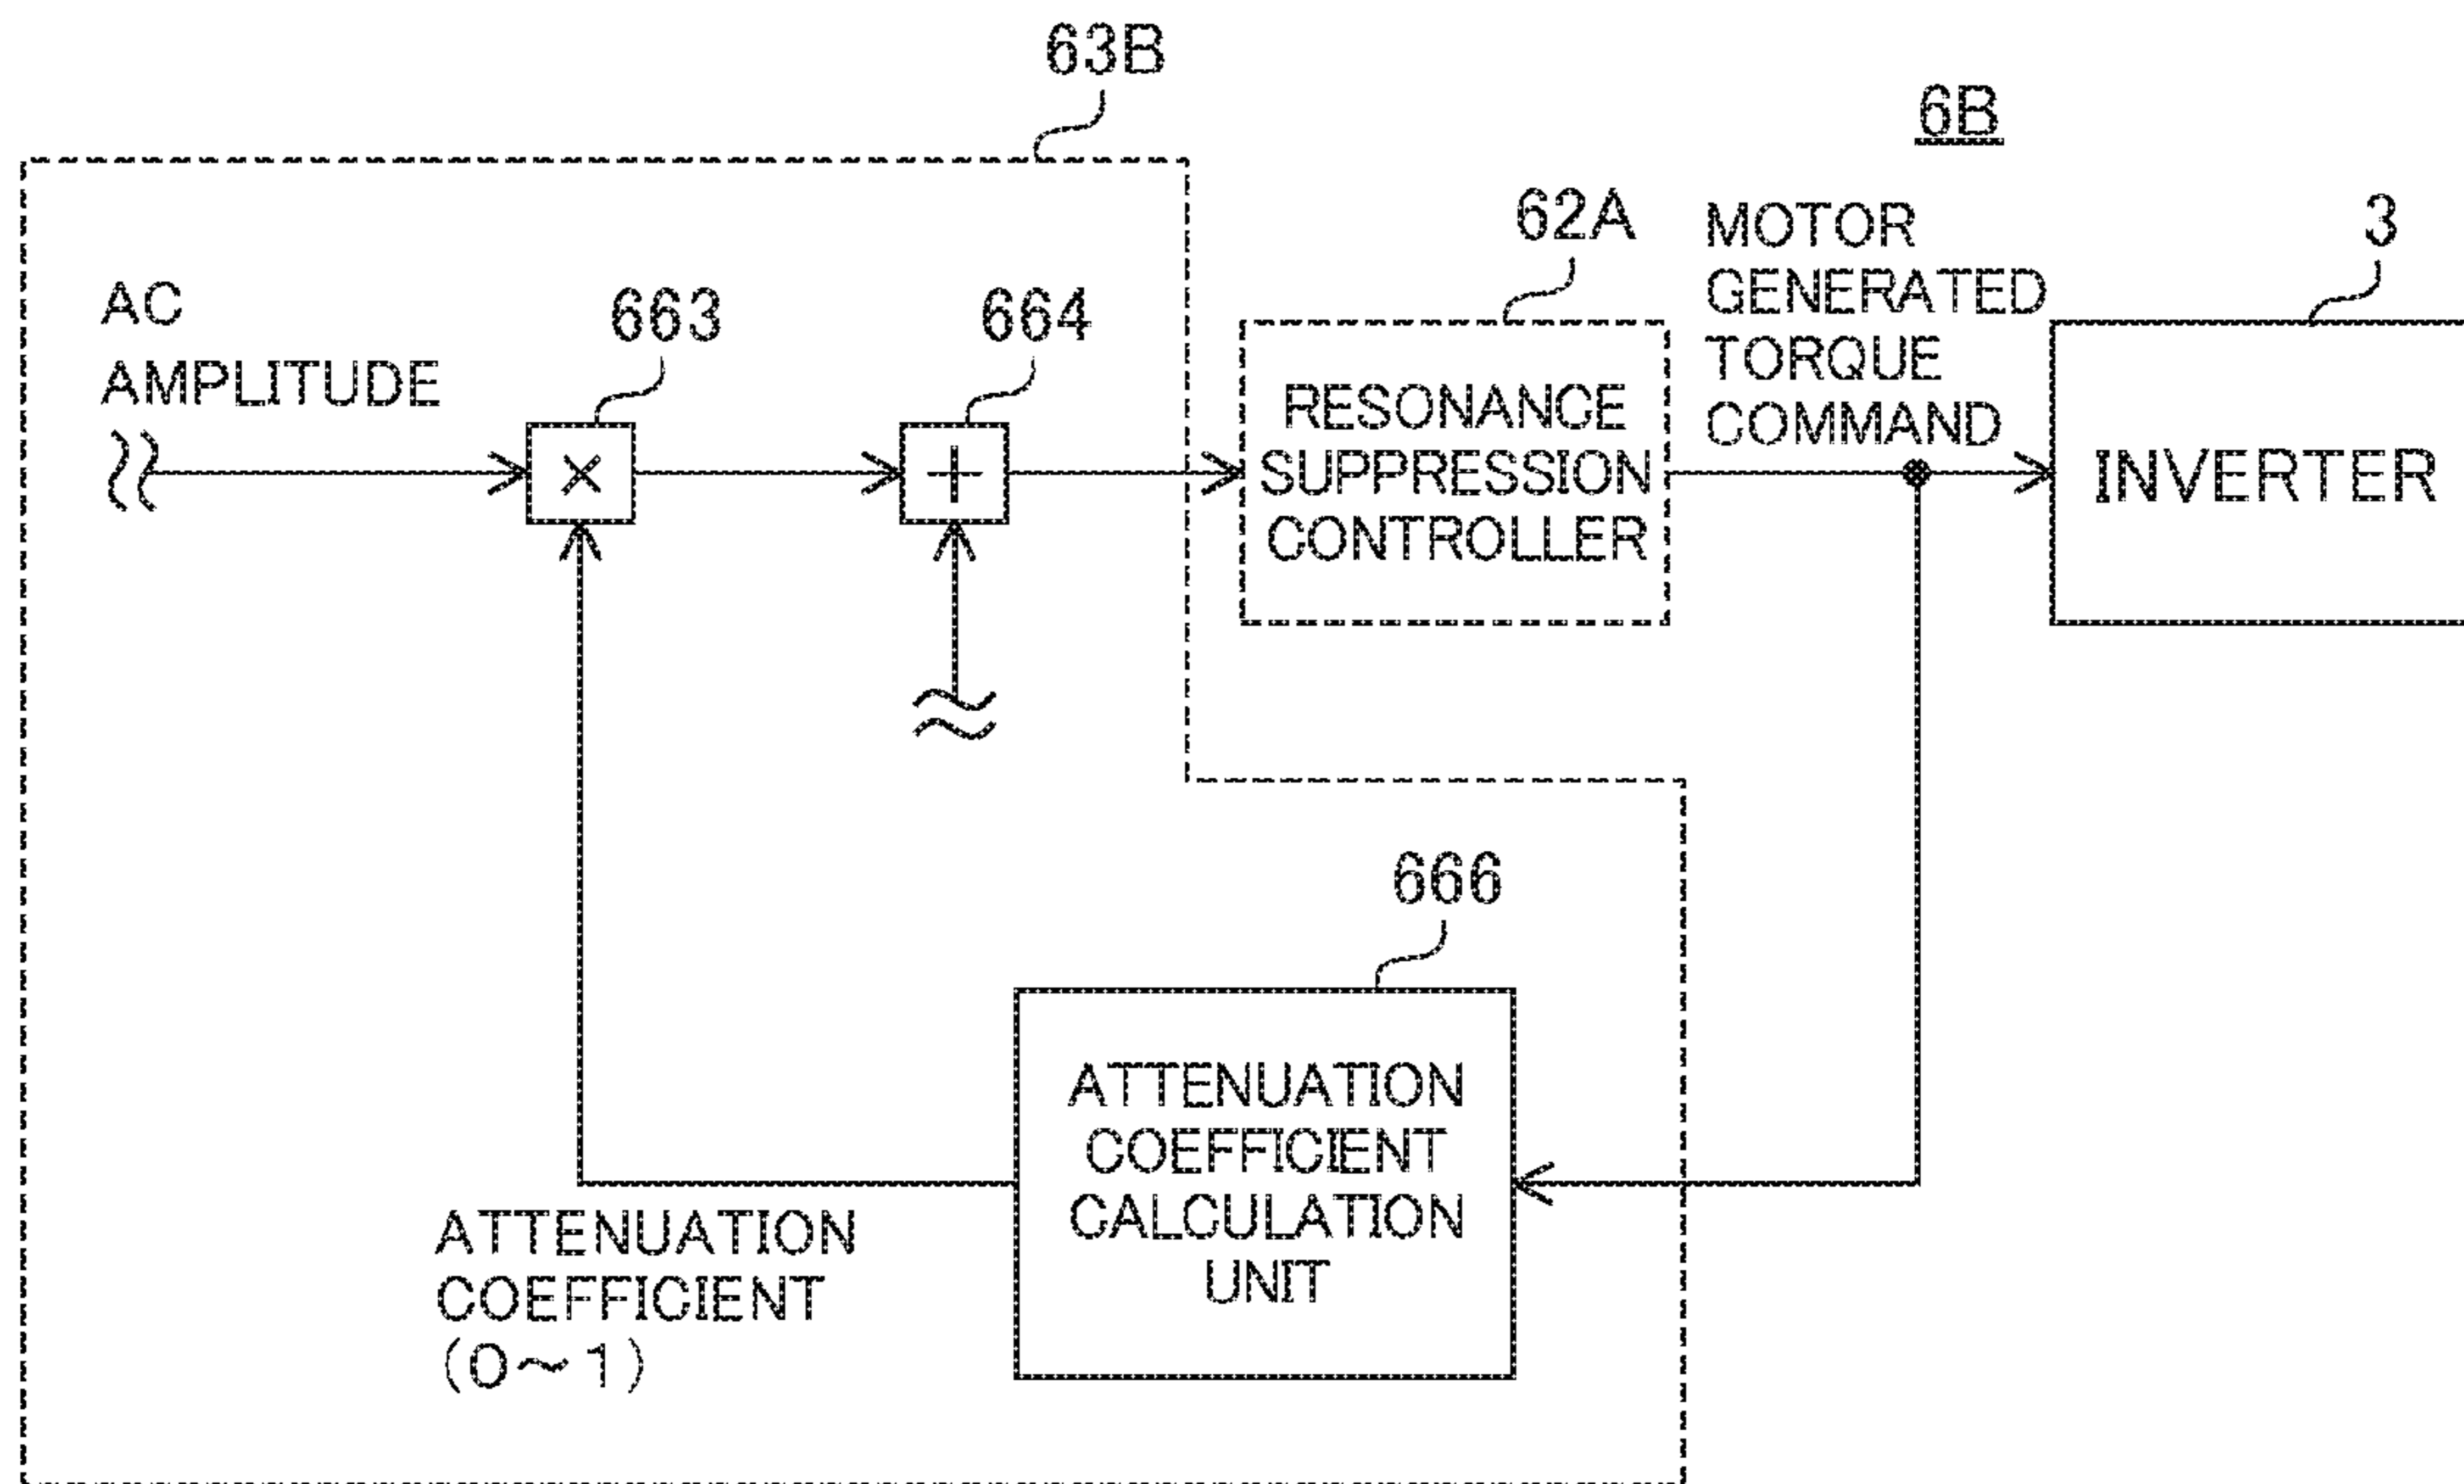 63B
6B
62A
3
MOTOR
GENERATED
TORQUE
COMMAND
AC
AMPLITUDE
663
664
×
+
RESONANCE
SUPPRESSION
CONTROLLER
INVERTER
666
ATTENUATION
COEFFICIENT
CALCULATION
UNIT
ATTENUATION
COEFFICIENT
(0～1)